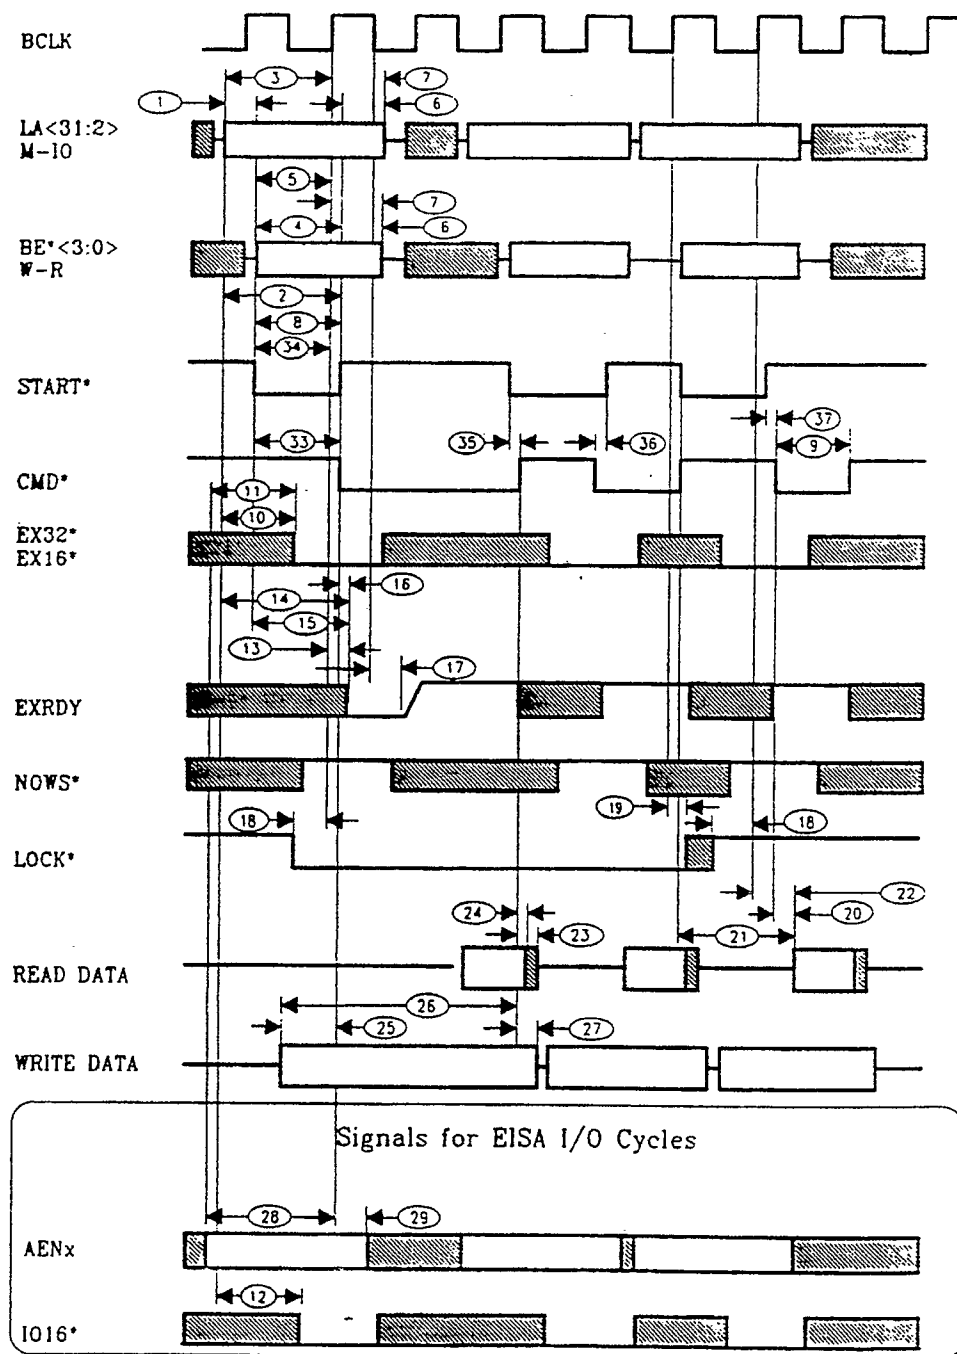 BCLK
3
7
1
6
LA<31:2>
M-IO
5
7
4
6
BE*<3:0>
W-R
2
8
34
START*
37
33
35
36
9
CMD*
11
10
EX32*
EX16*
16
14
15
13
17
EXRDY
NOWS*
19
18
18
LOCK*
22
24
20
23
21
READ DATA
26
25
27
WRITE DATA
Signals for EISA I/O Cycles
28
29
AENx
12
IO16*